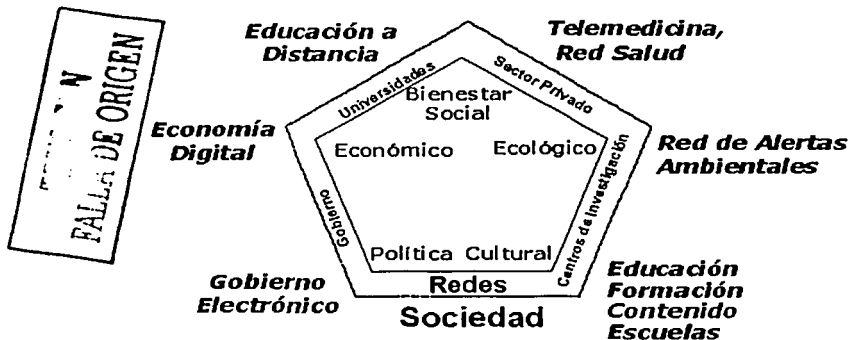 Educación a
Distancia
Telemedicina,
Red Salud
N
FALLA DE ORIGEN
Universidades
Sector Privado
Bienestar
Social
Economía
Digital
Económico
Ecológico
Red de Alertas
Ambientales
Gobierno
Centros de Investigación
Política Cultural
Gobierno
Electrónico
Redes
Sociedad
Educación
Formación
Contenido
Escuelas